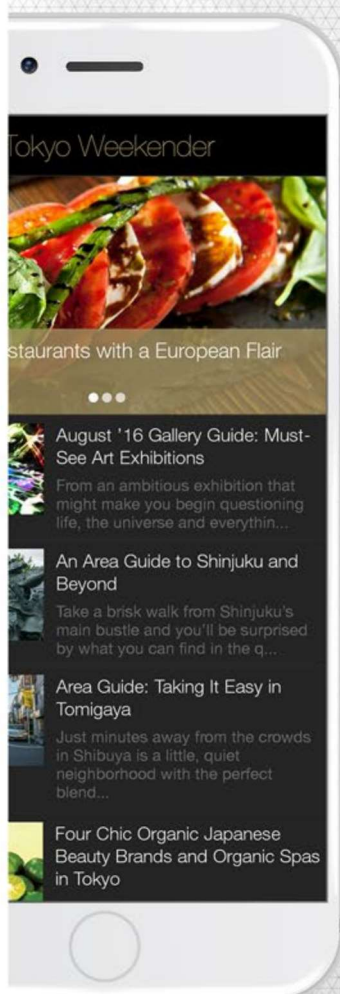 Tokyo Weekender
staurants with a European Flair
August '16 Gallery Guide: Must-
See Art Exhibitions
From an ambitious exhibition that
might make you begin questioning
life, the universe and everythin...
An Area Guide to Shinjuku and
Beyond
Take a brisk walk from Shinjuku's
main bustle and you'll be surprised
by what you can find in the q...
Area Guide: Taking It Easy in
Tomigaya
Just minutes away from the crowds
in Shibuya is a little, quiet
neighborhood with the perfect
blend...
Four Chic Organic Japanese
Beauty Brands and Organic Spas
in Tokyo